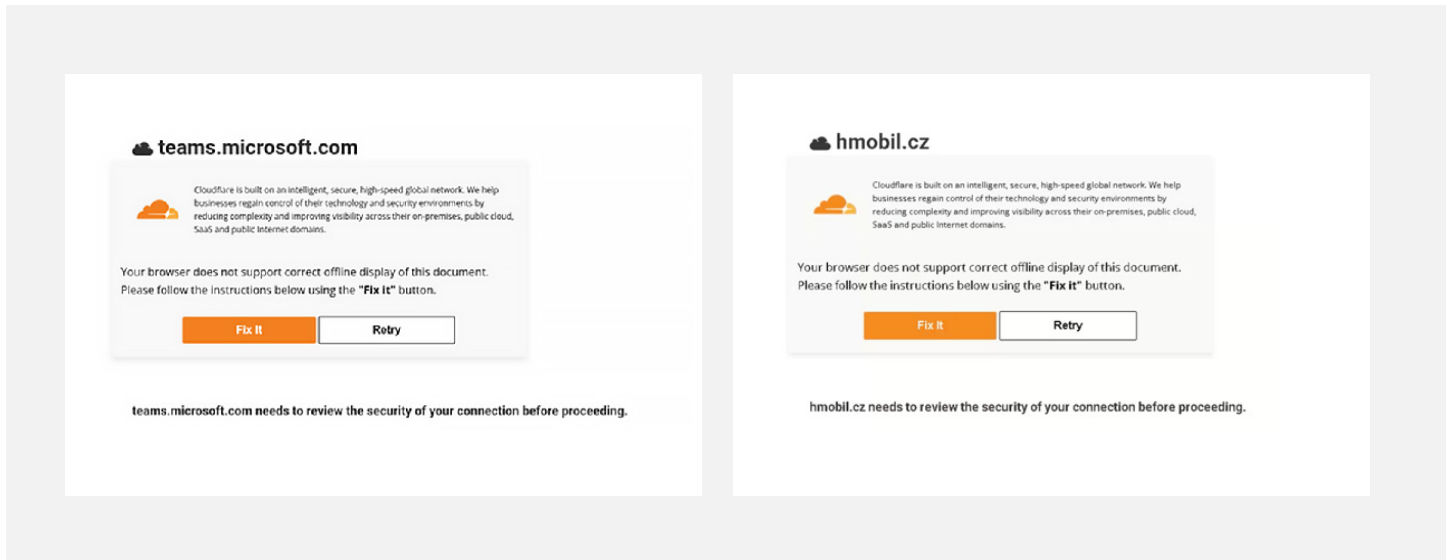 teams.microsoft.com
Cloudflare is built on an intelligent, secure, high-speed global network. We help
businesses regain control of their technology and security environments by
reducing complexity and improving visibility across their on-premises, public cloud,
SaaS and public Internet domains.
Your browser does not support correct offline display of this document.
Please follow the instructions below using the "Fix it" button.
Fix It
Retry
teams.microsoft.com needs to review the security of your connection before proceeding.
hmobil.cz
Cloudflare is built on an intelligent, secure, high-speed global network. We help
businesses regain control of their technology and security environments by
reducing complexity and improving visibility across their on-premises, public cloud,
SaaS and public Internet domains.
Your browser does not support correct offline display of this document.
Please follow the instructions below using the "Fix it" button.
Fix It
Retry
hmobil.cz needs to review the security of your connection before proceeding.